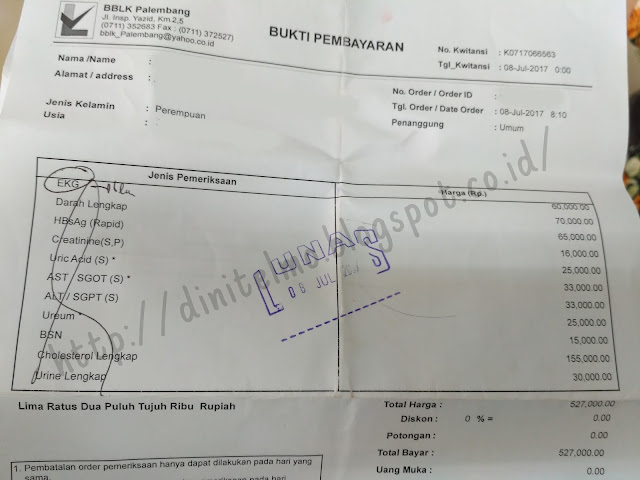 BBLK Palembang
Jl. Insp. Yazid, Km.2,5
(0711) 352683 Fax : (0711) 372527)
bblk_Palembang@yahoo.co.id
BUKTI PEMBAYARAN
No. Kwitansi : K0717066563
Tgl_Kwitansi : 08-Jul-2017 0:00
Nama / Name :
Alamat / address :
No. Order / Order ID :
Tgl. Order / Date Order : 08-Jul-2017 8:10
Penanggung : Umum
Jenis Kelamin : Perempuan
Usia :
Jenis Pemeriksaan Harga (Rp.)
EKG 60,000.00
Darah Lengkap 70,000.00
HBsAg (Rapid) 65,000.00
Creatinine(S,P) 16,000.00
Uric Acid (S) * 25,000.00
AST / SGOT (S) * 33,000.00
ALT / SGPT (S) 33,000.00
Ureum * 25,000.00
BSN 15,000.00
Cholesterol Lengkap 155,000.00
Urine Lengkap 30,000.00
LUNAS
08 JUL 2017
http://dinitelmo.blogspot.co.id/
Lima Ratus Dua Puluh Tujuh Ribu Rupiah
Total Harga : 527,000.00
Diskon : 0 % = 0.00
Potongan : 0.00
Total Bayar : 527,000.00
Uang Muka : 0.00
1. Pembatalan order pemeriksaan hanya dapat dilakukan pada hari yang
sama.